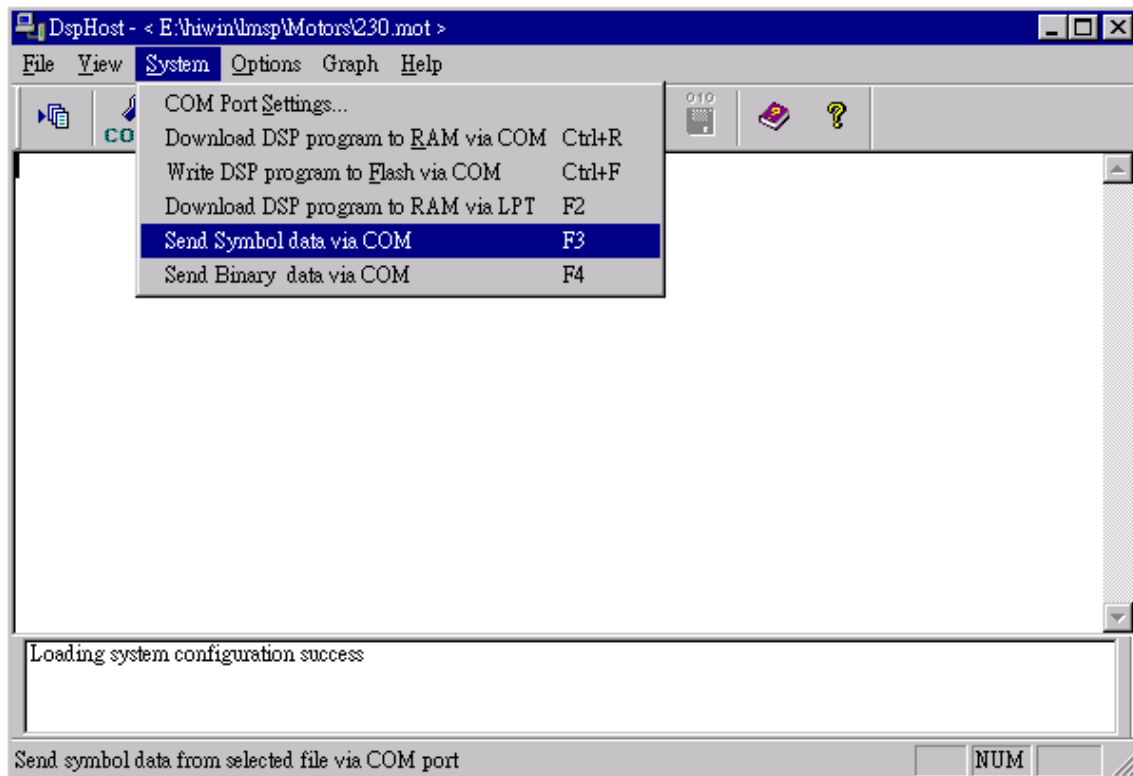 DspHost - < E:\hiwin\lmsp\Motors\230.mot >
File View System Options Graph Help
CO
010
COM Port Settings...
Download DSP program to RAM via COM Ctrl+R
Write DSP program to Flash via COM Ctrl+F
Download DSP program to RAM via LPT F2
Send Symbol data via COM F3
Send Binary data via COM F4
Loading system configuration success
Send symbol data from selected file via COM port NUM